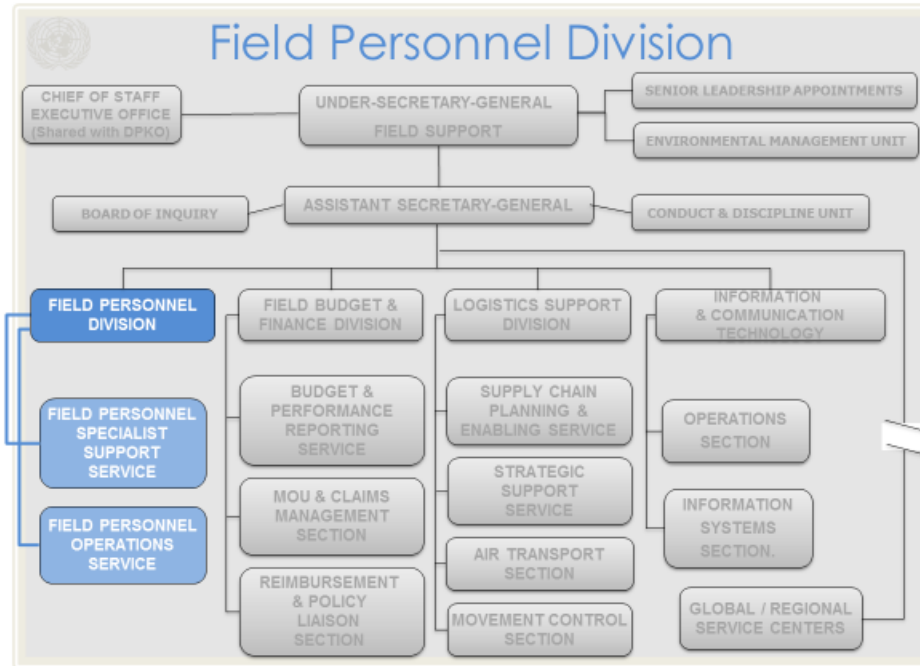 Field Personnel Division
CHIEF OF STAFF
EXECUTIVE OFFICE
(Shared with DPKO)
UNDER-SECRETARY-GENERAL
FIELD SUPPORT
SENIOR LEADERSHIP APPOINTMENTS
ENVIRONMENTAL MANAGEMENT UNIT
BOARD OF INQUIRY
ASSISTANT SECRETARY-GENERAL
CONDUCT & DISCIPLINE UNIT
FIELD PERSONNEL
DIVISION
FIELD BUDGET &
FINANCE DIVISION
LOGISTICS SUPPORT
DIVISION
INFORMATION
& COMMUNICATION
TECHNOLOGY
FIELD PERSONNEL
SPECIALIST
SUPPORT
SERVICE
FIELD PERSONNEL
OPERATIONS
SERVICE
BUDGET &
PERFORMANCE
REPORTING
SERVICE
MOU & CLAIMS
MANAGEMENT
SECTION
REIMBURSEMENT
& POLICY
LIAISON
SECTION
SUPPLY CHAIN
PLANNING &
ENABLING SERVICE
STRATEGIC
SUPPORT
SERVICE
AIR TRANSPORT
SECTION
MOVEMENT CONTROL
SECTION
OPERATIONS
SECTION
INFORMATION
SYSTEMS
SECTION.
GLOBAL / REGIONAL
SERVICE CENTERS